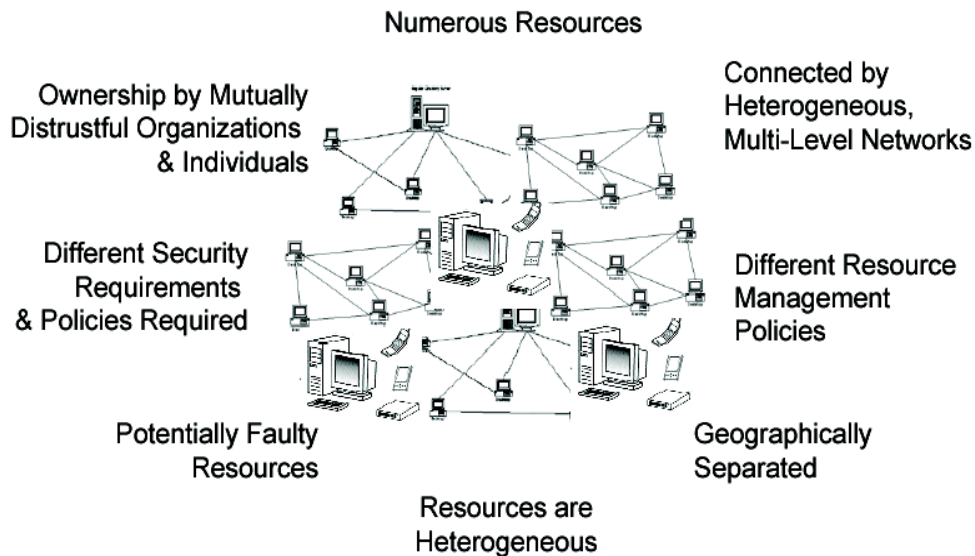 Numerous Resources
Ownership by Mutually
Distrustful Organizations
& Individuals
Connected by
Heterogeneous,
Multi-Level Networks
Different Security
Requirements
& Policies Required
Different Resource
Management
Policies
Potentially Faulty
Resources
Geographically
Separated
Resources are
Heterogeneous